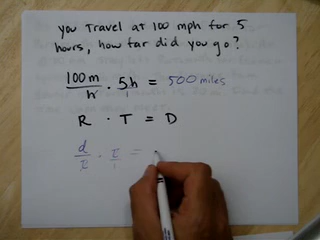 you travel at 100 mph for 5
hours, how far did you go?
100m/h · 5h/1 = 500 miles
R · T = D
d/t · t/1 =